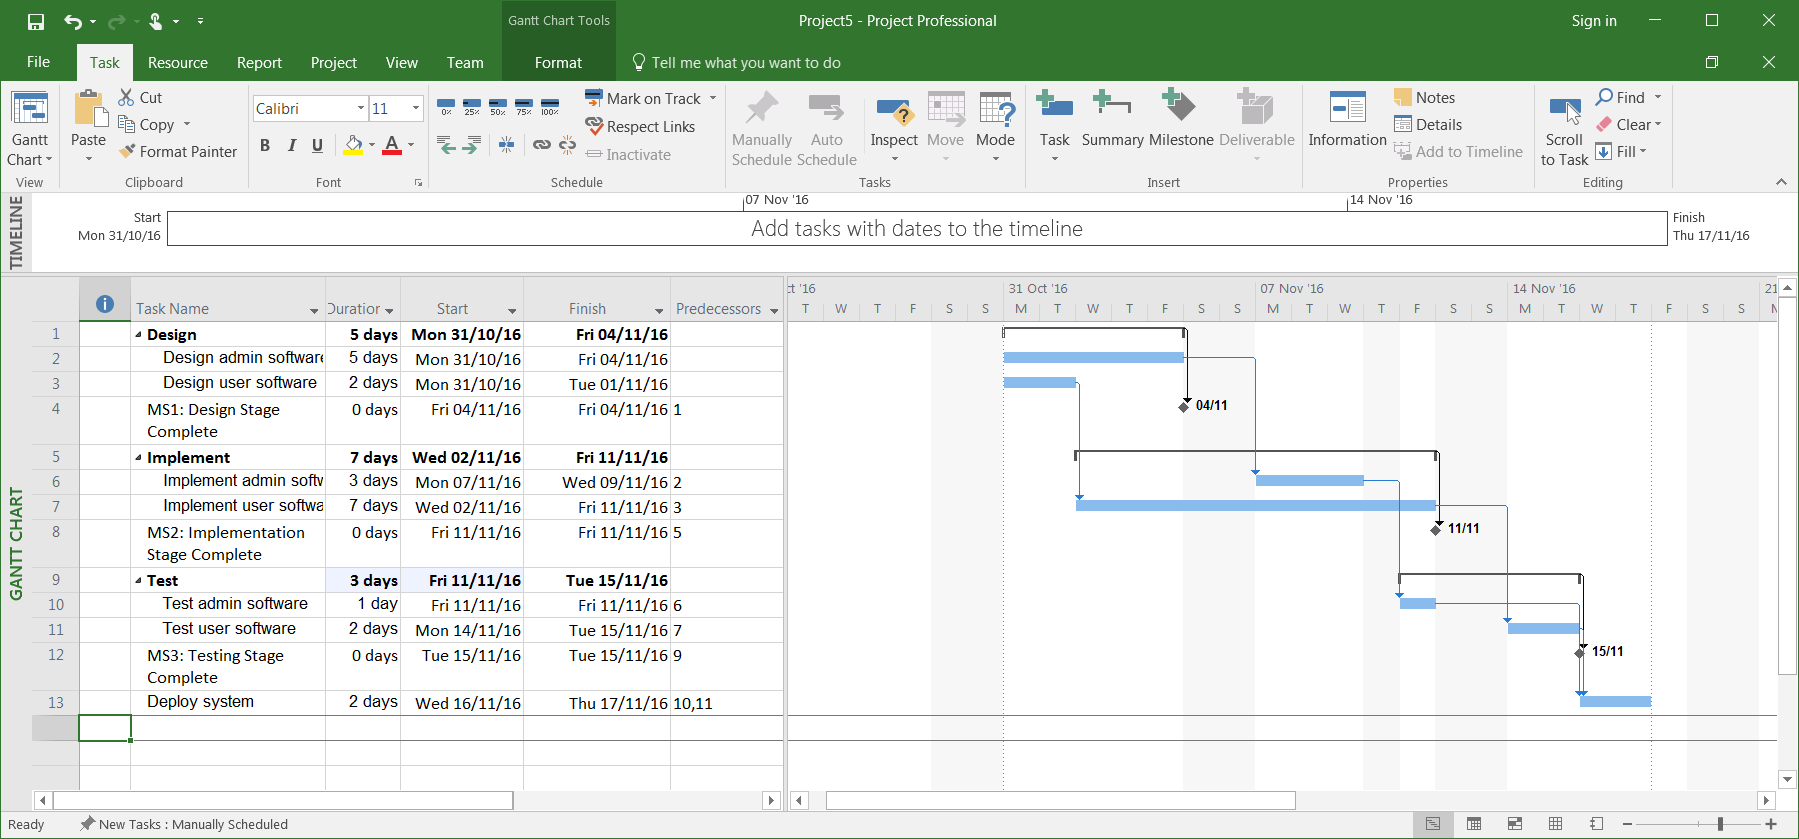 Gantt Chart Tools
Project5 - Project Professional
Sign in
File Task Resource Report Project View Team Format Tell me what you want to do
Gantt Chart
View
Paste
Cut
Copy
Format Painter
Clipboard
Calibri 11
B I U A
Font
0% 25% 50% 75% 100%
Mark on Track
Respect Links
Inactivate
Schedule
Manually Schedule
Auto Schedule
Inspect
Move
Mode
Tasks
Task
Summary
Milestone
Deliverable
Insert
Information
Notes
Details
Add to Timeline
Properties
Scroll to Task
Find
Clear
Fill
Editing
TIMELINE
07 Nov '16 14 Nov '16
Start
Mon 31/10/16
Add tasks with dates to the timeline
Finish
Thu 17/11/16
GANTT CHART
Task Name Start Finish Predecessors
'16 31 Oct '16 07 Nov '16 14 Nov '16 21
T W T F S S M T W T F S S M T W T F S S M T W T F S S
1 Design 5 days Mon 31/10/16 Fri 04/11/16
2 Design admin software 5 days Mon 31/10/16 Fri 04/11/16
3 Design user software 2 days Mon 31/10/16 Tue 01/11/16
4 MS1: Design Stage 0 days Fri 04/11/16 Fri 04/11/16 1 04/11
Complete
5 Implement 7 days Wed 02/11/16 Fri 11/11/16
6 Implement admin softw 3 days Mon 07/11/16 Wed 09/11/16 2
7 Implement user softwa 7 days Wed 02/11/16 Fri 11/11/16 3
8 MS2: Implementation 0 days Fri 11/11/16 Fri 11/11/16 5 11/11
Stage Complete
9 Test 3 days Fri 11/11/16 Tue 15/11/16
10 Test admin software 1 day Fri 11/11/16 Fri 11/11/16 6
11 Test user software 2 days Mon 14/11/16 Tue 15/11/16 7
12 MS3: Testing Stage 0 days Tue 15/11/16 Tue 15/11/16 9 15/11
Complete
13 Deploy system 2 days Wed 16/11/16 Thu 17/11/16 10,11
Ready New Tasks : Manually Scheduled